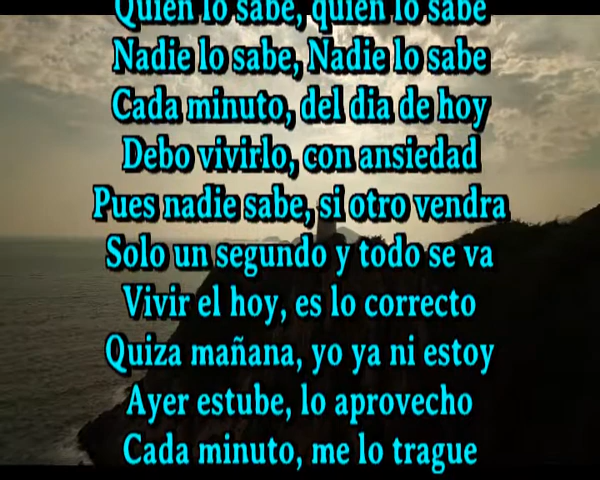 Quien lo sabe, quien lo sabe
Nadie lo sabe, Nadie lo sabe
Cada minuto, del dia de hoy
Debo vivirlo, con ansiedad
Pues nadie sabe, si otro vendra
Solo un segundo y todo se va
Vivir el hoy, es lo correcto
Quiza mañana, yo ya ni estoy
Ayer estube, lo aprovecho
Cada minuto, me lo trague